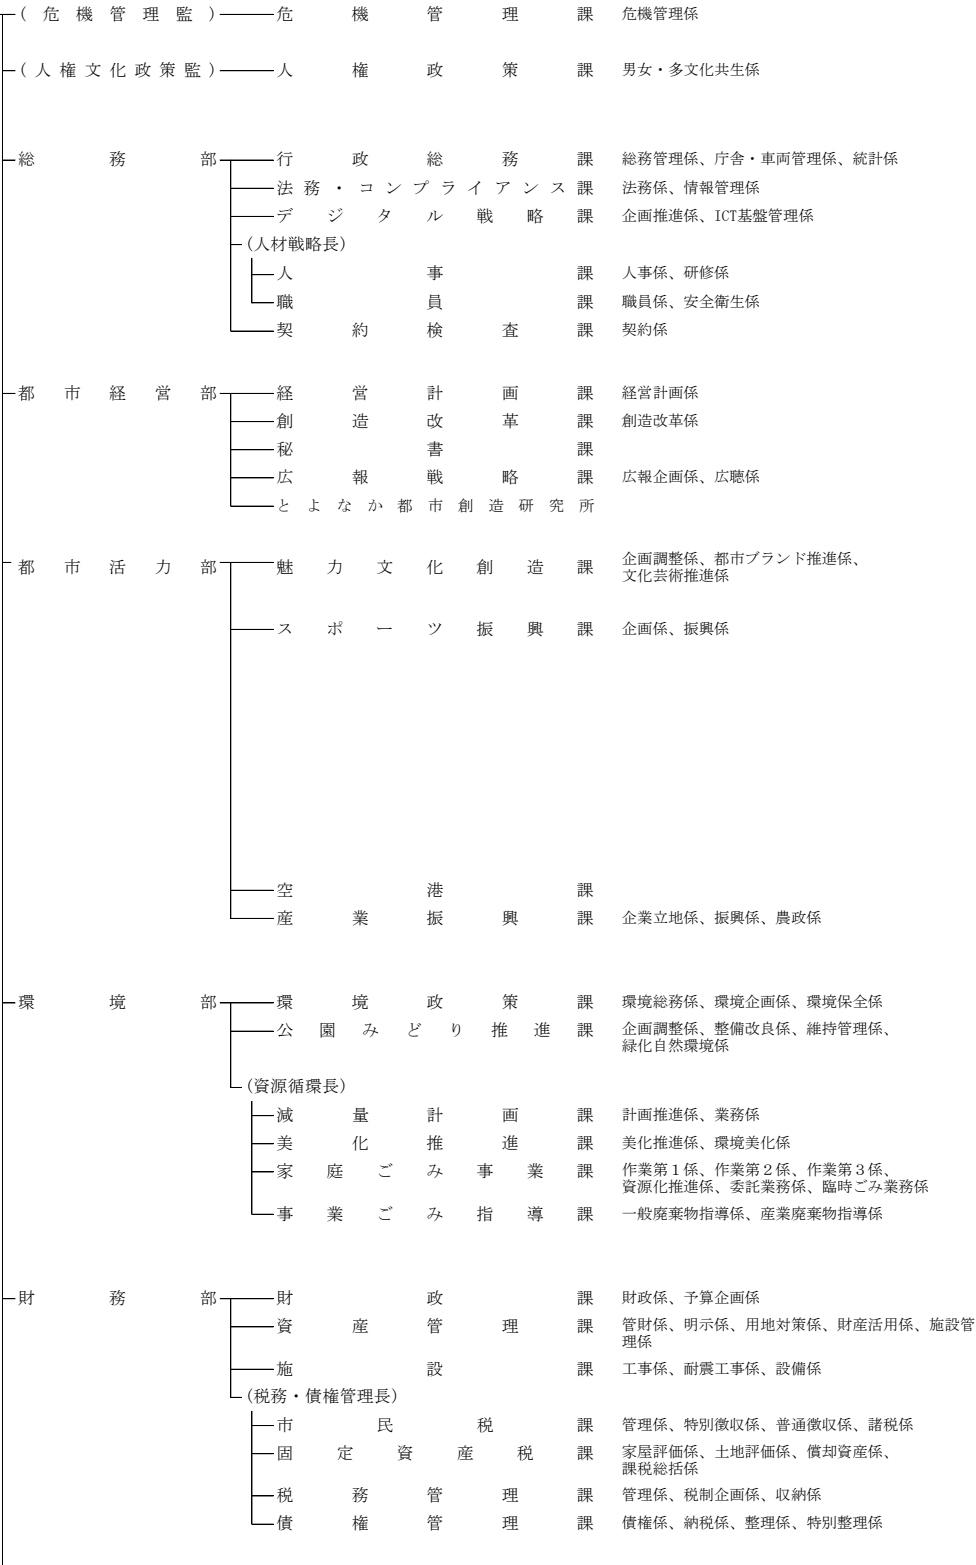 (危機管理監) 危機管理課 危機管理係
(人権文化政策監) 人権政策課 男女・多文化共生係
総務部 行政総務課 総務管理係、庁舎・車両管理係、統計係
法務・コンプライアンス課 法務係、情報管理係
デジタル戦略課 企画推進係、ICT基盤管理係
(人材戦略長)
人事課 人事係、研修係
職員課 職員係、安全衛生係
契約検査課 契約係
都市経営部 経営計画課 経営計画係
創造改革課 創造改革係
秘書課
広報戦略課 広報企画係、広聴係
とよなか都市創造研究所
都市活力部 魅力文化創造課 企画調整係、都市ブランド推進係、
文化芸術推進係
スポーツ振興課 企画係、振興係
空港課
産業振興課 企業立地係、振興係、農政係
環境部 環境政策課 環境総務係、環境企画係、環境保全係
公園みどり推進課 企画調整係、整備改良係、維持管理係、
緑化自然環境係
(資源循環長)
減量計画課 計画推進係、業務係
美化推進課 美化推進係、環境美化係
家庭ごみ事業課 作業第1係、作業第2係、作業第3係、
資源化推進係、委託業務係、臨時ごみ業務係
事業ごみ指導課 一般廃棄物指導係、産業廃棄物指導係
財務部 財政課 財政係、予算企画係
資産管理課 管財係、明示係、用地対策係、財産活用係、施設管
理係
施設課 工事係、耐震工事係、設備係
(税務・債権管理長)
市民税課 管理係、特別徴収係、普通徴収係、諸税係
固定資産税課 家屋評価係、土地評価係、償却資産係、
課税総括係
税務管理課 管理係、税制企画係、収納係
債権管理課 債権係、納税係、整理係、特別整理係